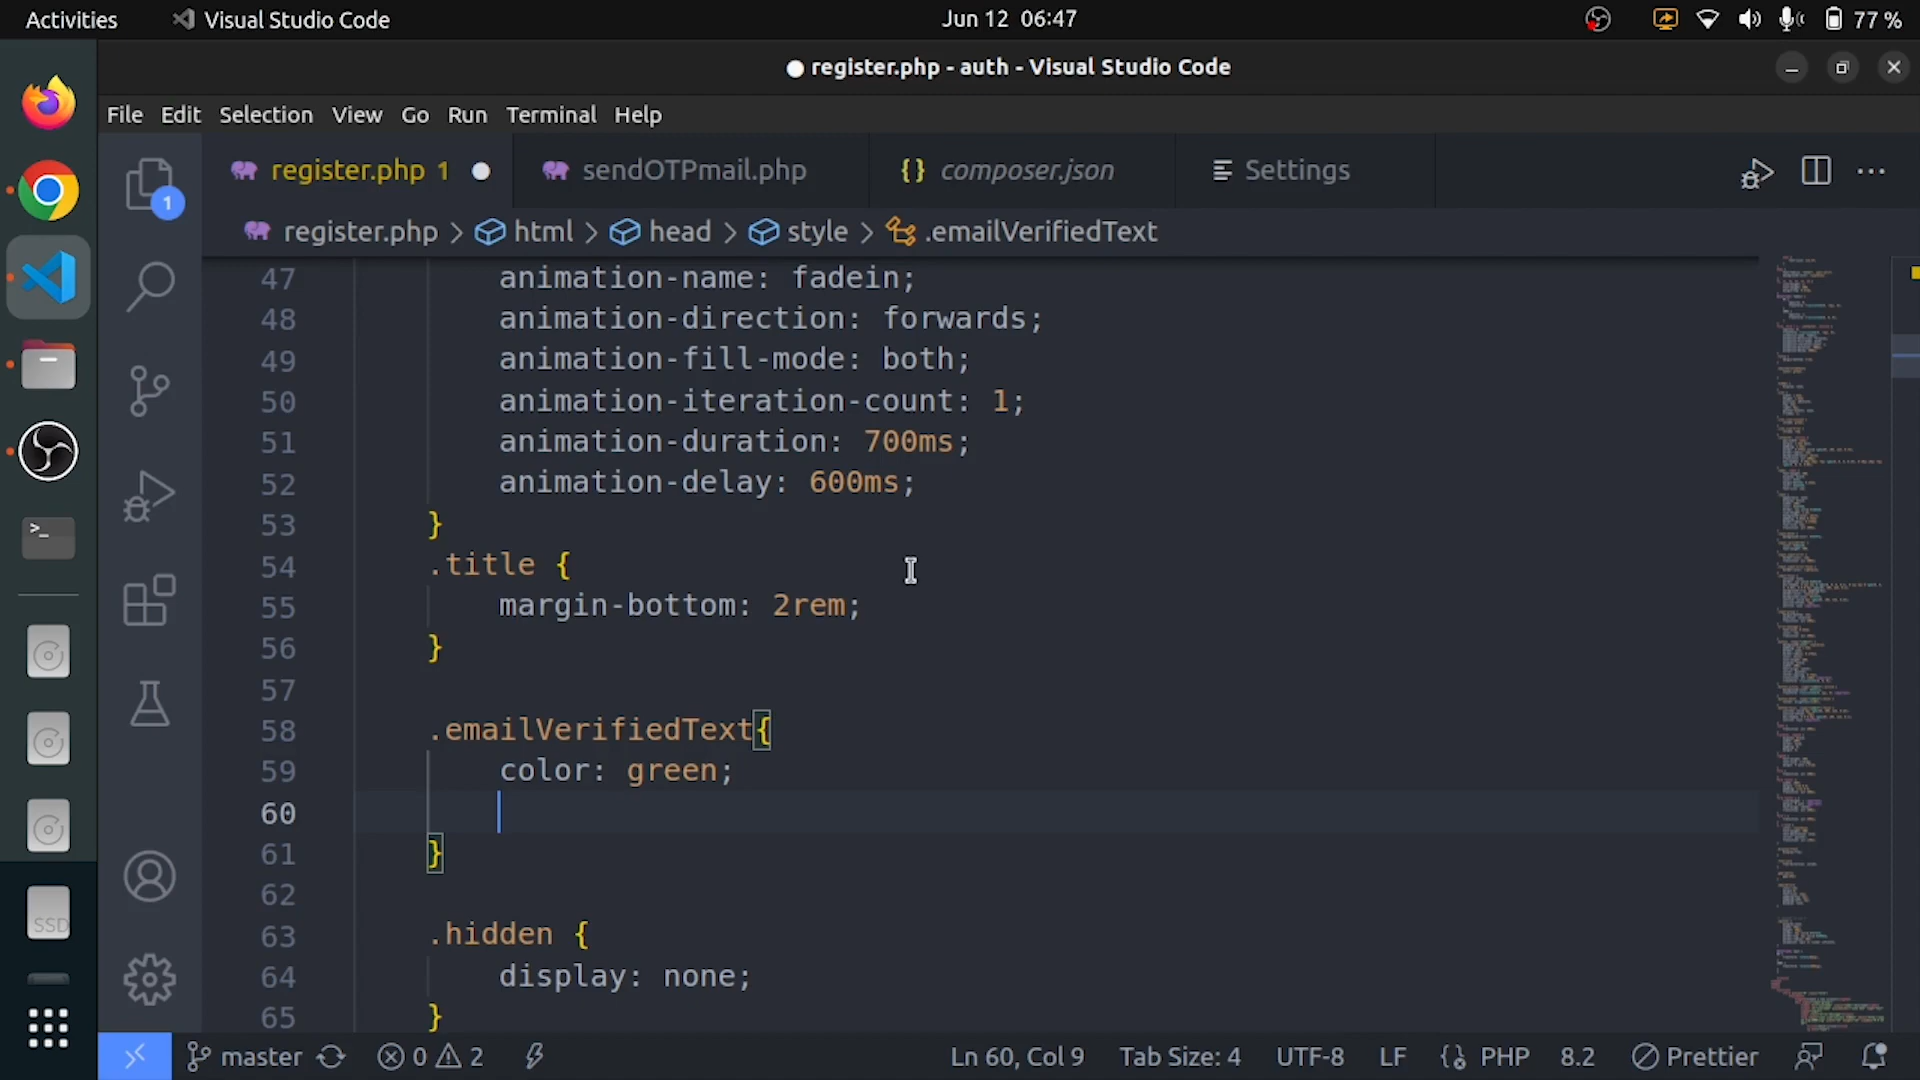 Activities
Visual Studio Code
Jun 12 06:47
77 %
register.php - auth - Visual Studio Code
File Edit Selection View Go Run Terminal Help
register.php 1
sendOTPmail.php
{} composer.json
Settings
1
register.php > html > head > style > .emailVerifiedText
47 animation-name: fadein;
48 animation-direction: forwards;
49 animation-fill-mode: both;
50 animation-iteration-count: 1;
51 animation-duration: 700ms;
52 animation-delay: 600ms;
53 }
54 .title {
55 margin-bottom: 2rem;
56 }
57
58 .emailVerifiedText{
59 color: green;
60
61 }
62
63 .hidden {
64 display: none;
65 }
SSD
master 0 2 Ln 60, Col 9 Tab Size: 4 UTF-8 LF PHP 8.2 Prettier